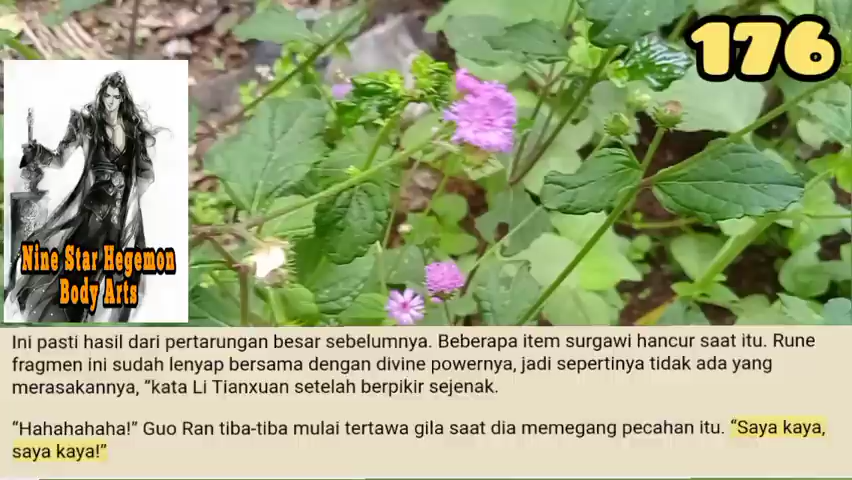 176
Nine Star Hegemon
Body Arts
Ini pasti hasil dari pertarungan besar sebelumnya. Beberapa item surgawi hancur saat itu. Rune
fragmen ini sudah lenyap bersama dengan divine powernya, jadi sepertinya tidak ada yang
merasakannya, ”kata Li Tianxuan setelah berpikir sejenak.
“Hahahahaha!” Guo Ran tiba-tiba mulai tertawa gila saat dia memegang pecahan itu. “Saya kaya,
saya kaya!”